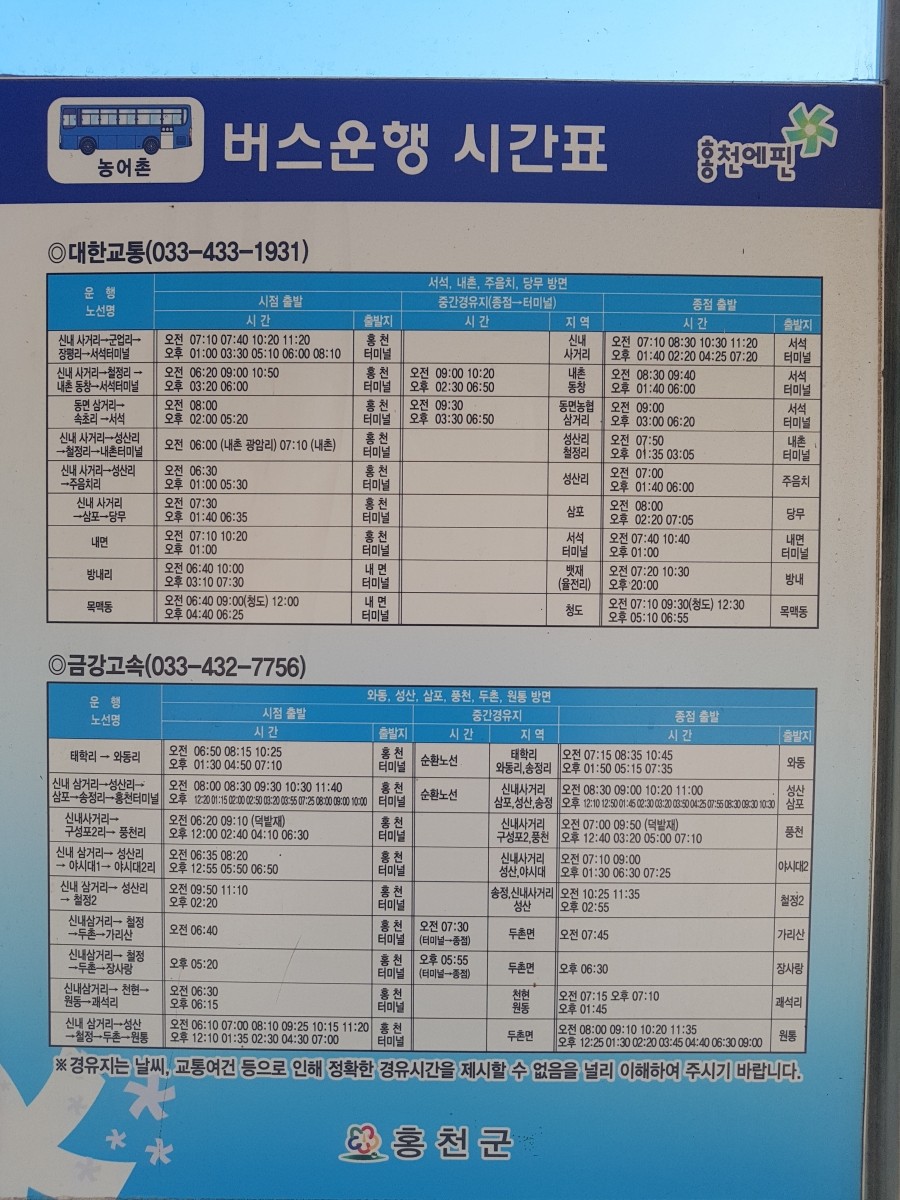 농어촌
버스운행 시간표
홍천에핀
◎대한교통(033-433-1931)
운 행 노선명
서석, 내촌, 주음치, 당무 방면
시점 출발 중간경유지(종점→터미널) 종점 출발
시 간 출발지 시 간 지 역 시 간 출발지
신내 사거리→군업리→ 오전 07:10 07:40 10:20 11:20 홍 천 신내 오전 07:10 08:30 10:30 11:20 서석
장평리→서석터미널 오후 01:00 03:30 05:10 06:00 08:10 터미널 사거리 오후 01:40 02:20 04:25 07:20 터미널
신내 사거리→철정리→ 오전 06:20 09:00 10:50 홍 천 오전 09:00 10:20 내촌 오전 08:30 09:40 서석
내촌 동창→서석터미널 오후 03:20 06:00 터미널 오후 02:30 06:50 동창 오후 01:40 06:00 터미널
동면 삼거리→ 오전 08:00 홍 천 오전 09:30 동면농협 오전 09:00 서석
속초리→서석 오후 02:00 05:20 터미널 오후 03:30 06:50 삼거리 오후 03:00 06:20 터미널
신내 사거리→성산리 오전 06:00 (내촌 광암리) 07:10 (내촌) 홍 천 성산리 오전 07:50 내촌
→철정리→내촌터미널 터미널 철정리 오후 01:35 03:05 터미널
신내 사거리→성산리 오전 06:30 홍 천 성산리 오전 07:00 주음치
→주음치리 오후 01:00 05:30 터미널 오후 01:40 06:00
신내 사거리 오전 07:30 홍 천 삼포 오전 08:00 당무
→삼포→당무 오후 01:40 06:35 터미널 오후 02:20 07:05
내면 오전 07:10 10:20 홍 천 서석 오전 07:40 10:40 내면
오후 01:00 터미널 터미널 오후 01:00 터미널
방내리 오전 06:40 10:00 내 면 뱃재 오전 07:20 10:30 방내
오후 03:10 07:30 터미널 (율전리) 오후 20:00
목맥동 오전 06:40 09:00(청도) 12:00 내 면 청도 오전 07:10 09:30(청도) 12:30 목맥동
오후 04:40 06:25 터미널 오후 05:10 06:55
◎금강고속(033-432-7756)
운 행 노선명
와동, 성산, 삼포, 풍천, 두촌, 원통 방면
시점 출발 중간경유지 종점 출발
시 간 출발지 시 간 지 역 시 간 출발지
태학리 → 와동리 오전 06:50 08:15 10:25 홍 천 순환노선 태학리 오전 07:15 08:35 10:45 와동
오후 01:30 04:50 07:10 터미널 와동리,송정리 오후 01:50 05:15 07:35
신내 삼거리→성산리→ 오전 08:00 08:30 09:30 10:30 11:40 홍 천 순환노선 신내사거리 오전 08:30 09:00 10:20 11:00 성산
삼포→송정리→홍천터미널 오후 12:20 01:15 02:00 02:50 03:20 03:55 07:25 08:00 09:00 10:00 터미널 삼포,성산,송정 오후 12:10 12:50 01:45 02:30 03:20 03:50 04:25 07:55 08:30 09:30 10:30 삼포
신내사거리→ 오전 06:20 09:10 (덕밭재) 홍 천 신내사거리 오전 07:00 09:50 (덕밭재) 풍천
구성포2리→ 풍천리 오후 12:00 02:40 04:10 06:30 터미널 구성포2,풍천 오후 12:40 03:20 05:00 07:10
신내 삼거리→ 성산리 오전 06:35 08:20 홍 천 신내사거리 오전 07:10 09:00 야시대2
→ 야시대1→ 야시대2리 오후 12:55 05:50 06:50 터미널 성산,야시대 오후 01:30 06:30 07:25
신내 삼거리→ 성산리 오전 09:50 11:10 홍 천 송정,신내사거리 오전 10:25 11:35 철정2
→ 철정2 오후 02:20 터미널 성산 오후 02:55
신내삼거리→ 철정 오전 06:40 홍 천 오전 07:30 두촌면 오전 07:45 가리산
→두촌→가리산 터미널 (터미널→종점)
신내삼거리→ 철정 오후 05:20 홍 천 오후 05:55 두촌면 오후 06:30 장사랑
→두촌→장사랑 터미널 (터미널→종점)
신내삼거리→ 천현→ 오전 06:30 홍 천 천현 오전 07:15 오후 07:10 괘석리
원동→괘석리 오후 06:15 터미널 원동 오후 01:45
신내 삼거리→성산 오전 06:10 07:00 08:10 09:25 10:15 11:20 홍 천 두촌면 오전 08:00 09:10 10:20 11:35 원통
→철정→두촌→원통 오후 12:10 01:35 02:30 04:30 07:00 터미널 오후 12:25 01:30 02:20 03:45 04:40 06:30 09:00
※경유지는 날씨, 교통여건 등으로 인해 정확한 경유시간을 제시할 수 없음을 널리 이해하여 주시기 바랍니다.
홍천군